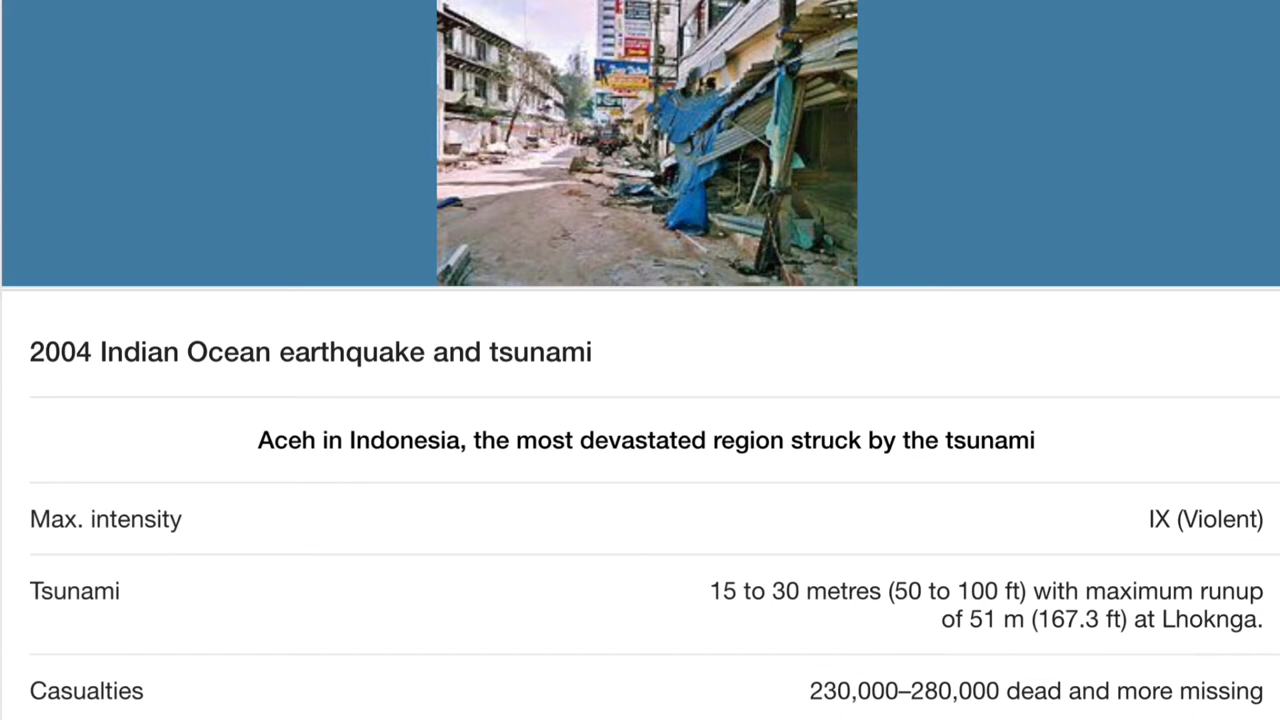 2004 Indian Ocean earthquake and tsunami
Aceh in Indonesia, the most devastated region struck by the tsunami
Max. intensity
IX (Violent)
Tsunami
15 to 30 metres (50 to 100 ft) with maximum runup
of 51 m (167.3 ft) at Lhoknga.
Casualties
230,000–280,000 dead and more missing